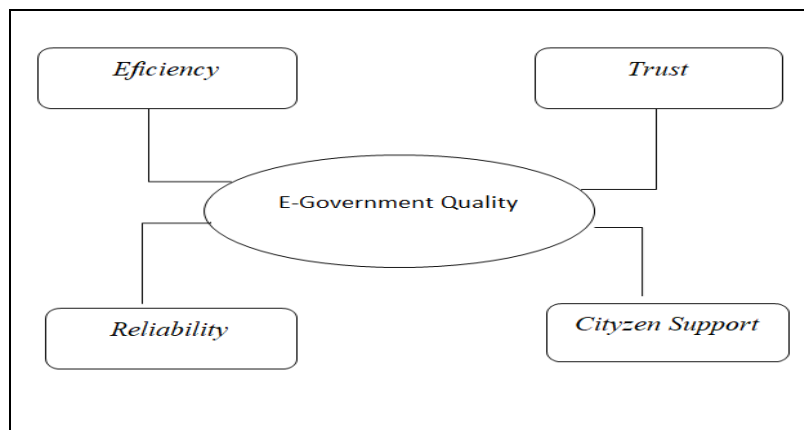 Eficiency
Trust
E-Government Quality
Reliability
Cityzen Support